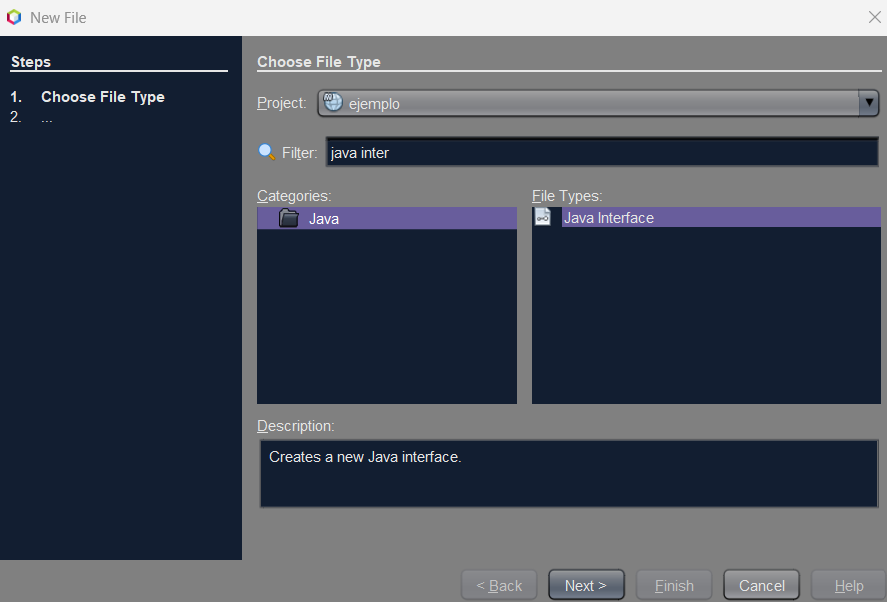 New File
Steps
1. Choose File Type
2. ...
Choose File Type
Project: ejemplo
Filter: java inter
Categories:
Java
File Types:
Java Interface
Description:
Creates a new Java interface.
< Back Next > Finish Cancel Help